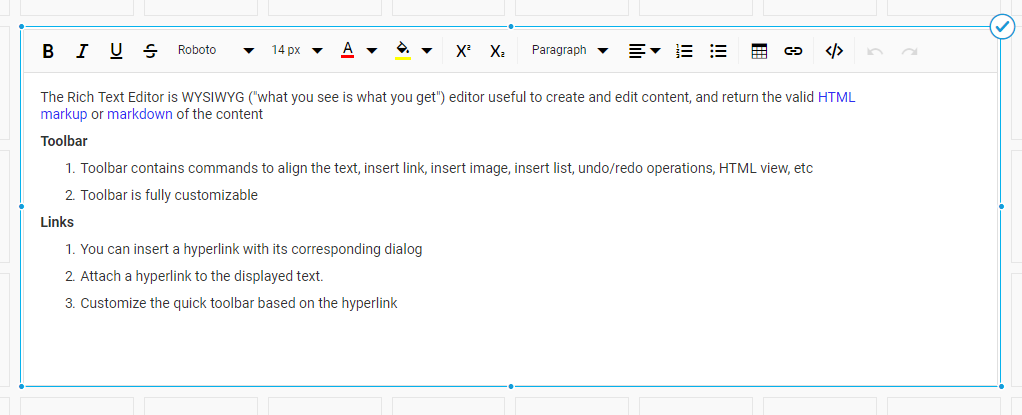 B I U S Roboto 14 px A X² X₂ Paragraph </>
The Rich Text Editor is WYSIWYG ("what you see is what you get") editor useful to create and edit content, and return the valid HTML
markup or markdown of the content
Toolbar
1. Toolbar contains commands to align the text, insert link, insert image, insert list, undo/redo operations, HTML view, etc
2. Toolbar is fully customizable
Links
1. You can insert a hyperlink with its corresponding dialog
2. Attach a hyperlink to the displayed text.
3. Customize the quick toolbar based on the hyperlink